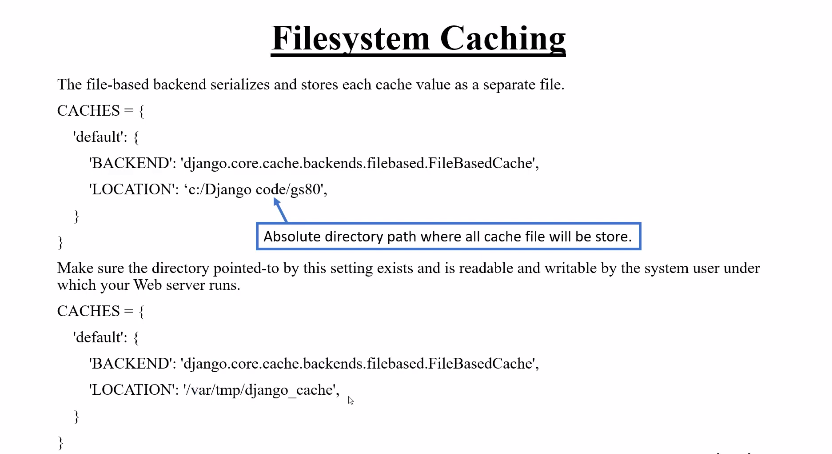 Filesystem Caching
The file-based backend serializes and stores each cache value as a separate file.
CACHES = {
'default': {
'BACKEND': 'django.core.cache.backends.filebased.FileBasedCache',
'LOCATION': ‘c:/Django code/gs80',
}
Absolute directory path where all cache file will be store.
}
Make sure the directory pointed-to by this setting exists and is readable and writable by the system user under
which your Web server runs.
CACHES = {
'default': {
'BACKEND': 'django.core.cache.backends.filebased.FileBasedCache',
'LOCATION': '/var/tmp/django_cache',
}
}